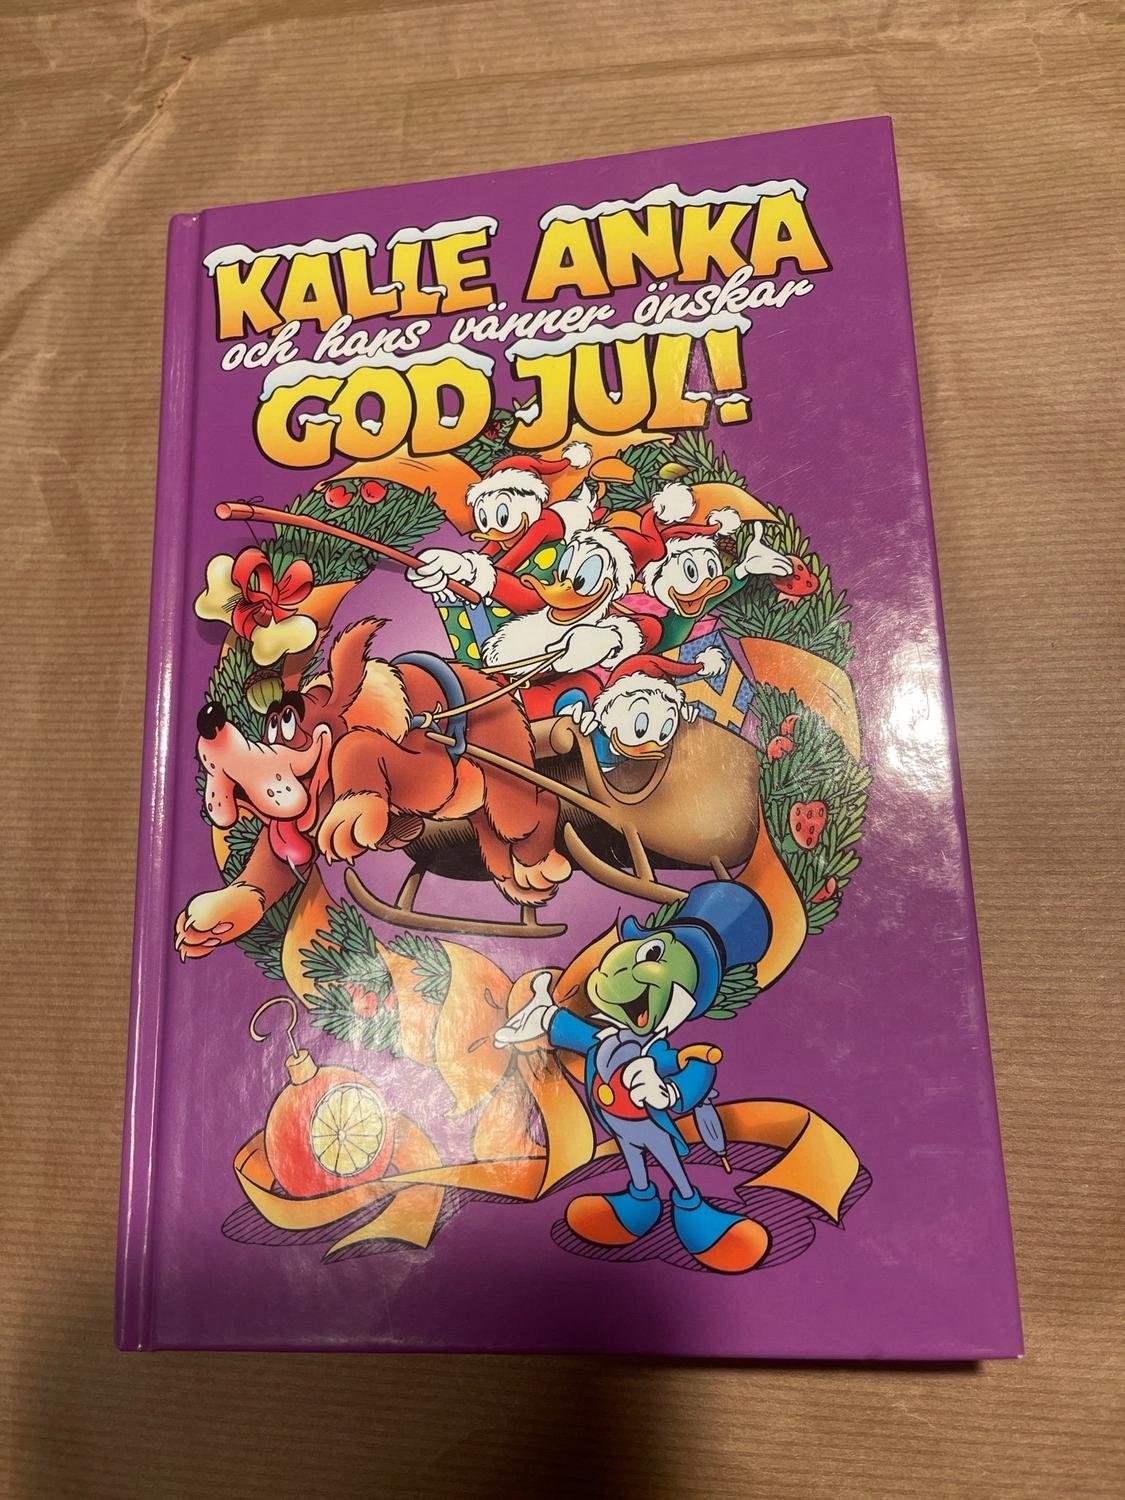 KALLE ANKA
och hans vänner önskar
GOD JUL!